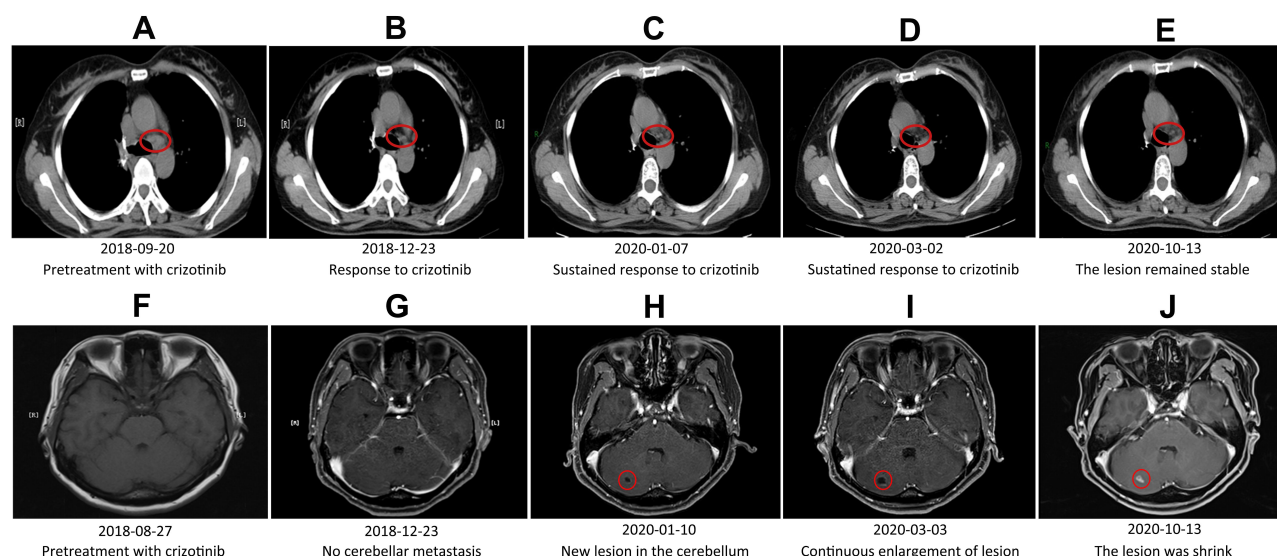 A B C D E
[R] [L] [R] [L] R R
2018-09-20 2018-12-23 2020-01-07 2020-03-02 2020-10-13
Pretreatment with crizotinib Response to crizotinib Sustained response to crizotinib Sustatined response to crizotinib The lesion remained stable
F G H I J
[R] [L] [R] [L]
2018-08-27 2018-12-23 2020-01-10 2020-03-03 2020-10-13
Pretreatment with crizotinib No cerebellar metastasis New lesion in the cerebellum Continuous enlargement of lesion The lesion was shrink